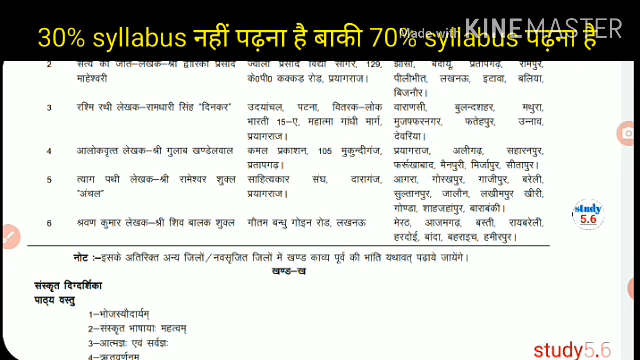 Made with KINEMASTER
30% syllabus नहीं पढ़ना है बाकी 70% syllabus पढ़ना है
2 सत्य की जीत-लेखक-श्री द्वारिका प्रसाद ज्वाला प्रसाद विद्या सागर, 129, झांसी, बदायूं, प्रतापगढ़, रामपुर,
माहेश्वरी के०पी० कक्कड़ रोड, प्रयागराज। पीलीभीत, लखनऊ, इटावा, बलिया,
बिजनौर।
3 रश्मि रथी लेखक-रामधारी सिंह "दिनकर" उदयांचल, पटना, वितरक-लोक वाराणसी, बुलन्दशहर, मथुरा,
भारती 15-ए, महात्मा गांधी मार्ग, मुजफ्फरनगर, फतेहपुर, उन्नाव,
प्रयागराज। देवरिया।
4 आलोकवृत्त लेखक-श्री गुलाब खण्डेलवाल कमल प्रकाशन, 105 मुकुन्दीगंज, प्रयागराज, अलीगढ़, सहारनपुर,
प्रतापगढ़। फर्रूखाबाद, मैनपुरी, मिर्जापुर, सीतापुर।
5 त्याग पथी लेखक-श्री रामेश्वर शुक्ल साहित्यकार संघ, दारागंज, आगरा, गोरखपुर, गाजीपुर, बरेली,
"अंचल" प्रयागराज। सुल्तानपुर, जालौन, लखीमपुर खीरी,
गोण्डा, शाहजहांपुर, बाराबंकी।
6 श्रवण कुमार लेखक-श्री शिव बालक शुक्ल गौतम बन्धु गोइन रोड, लखनऊ मेरठ, आजमगढ़, बस्ती, रायबरेली,
हरदोई, बांदा, बहराइच, हमीरपुर।
study
5.6
नोट :-इसके अतिरिक्त अन्य जिलों/नवसृजित जिलों में खण्ड काव्य पूर्व की भांति यथावत् पढाये जायेगे।
खण्ड-ख
संस्कृत दिग्दर्शिका
पाठ्य वस्तु
1-भोजस्यौदार्यम्
2-संस्कृत भाषायाः महत्वम्
3-आत्मज्ञः एवं सर्वज्ञः
4-ऋतुवर्णनम्
study5.6